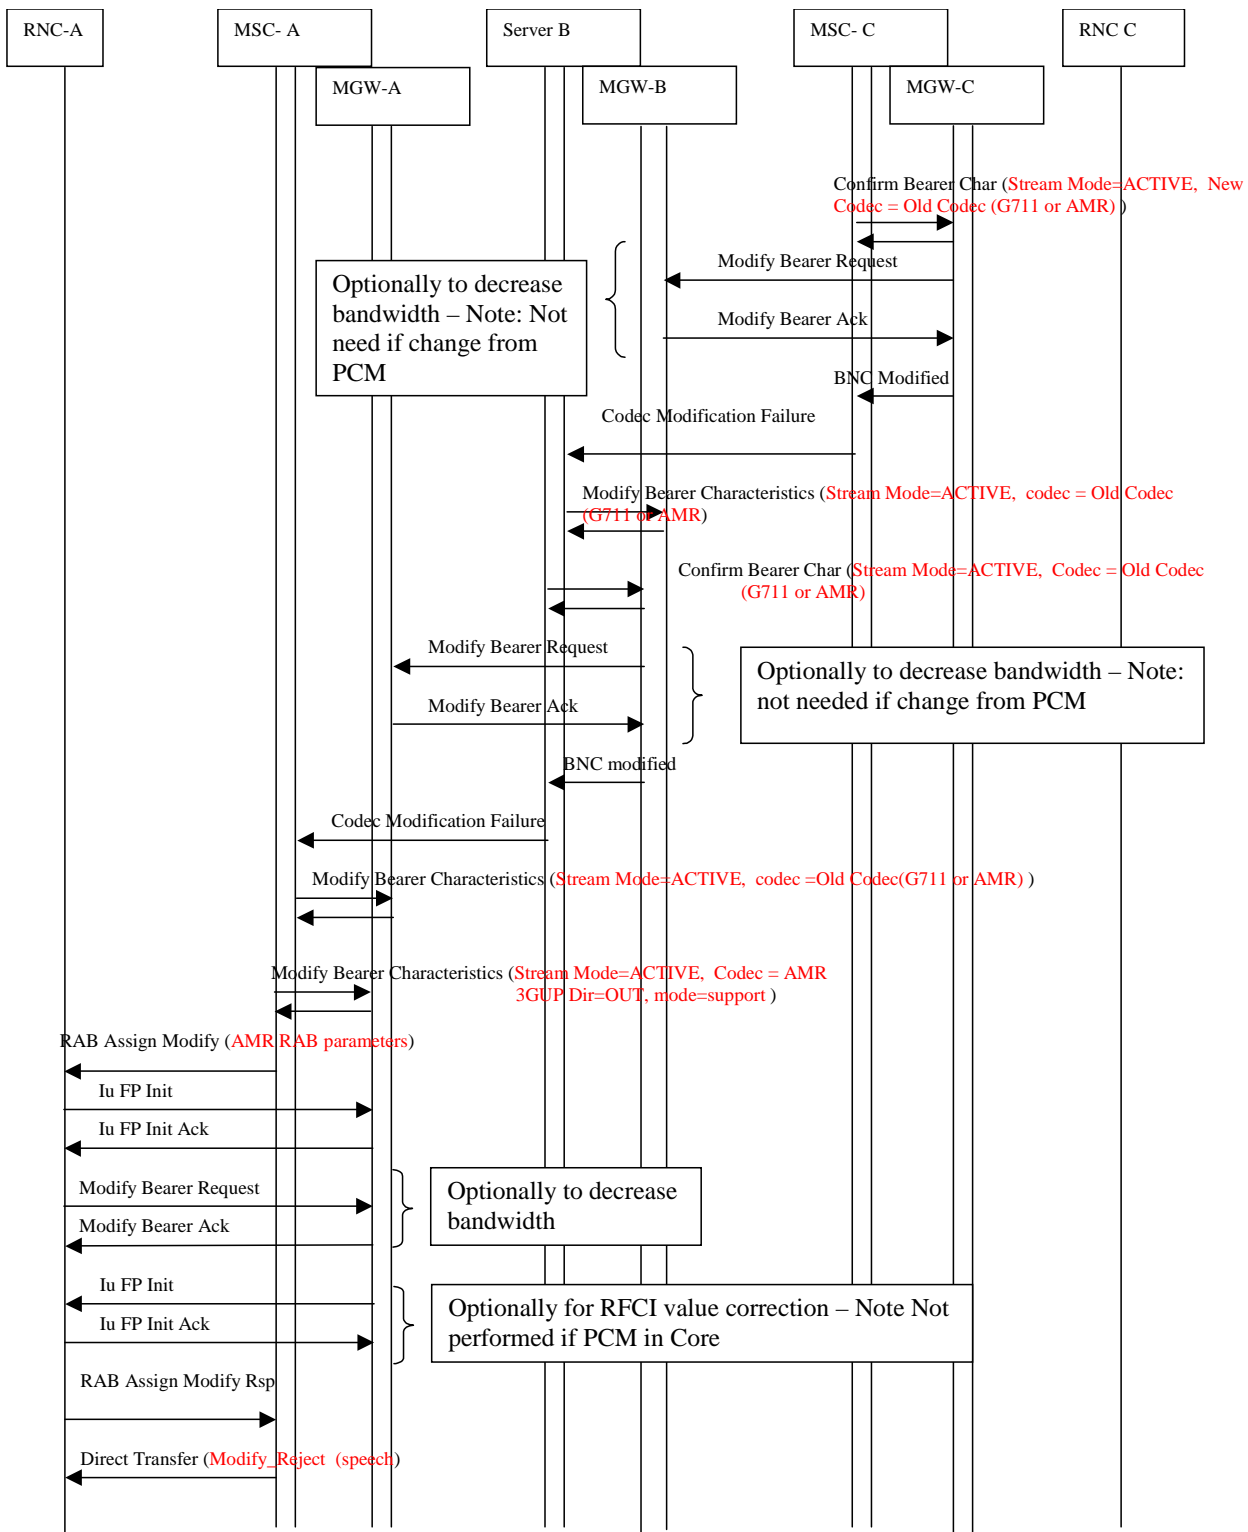 RNC-A
MSC- A
Server B
MSC- C
RNC C
MGW-A
MGW-B
MGW-C
Confirm Bearer Char (Stream Mode=ACTIVE, New
Codec = Old Codec (G711 or AMR) )
Modify Bearer Request
Optionally to decrease
bandwidth – Note: Not
need if change from
PCM
Modify Bearer Ack
BNC Modified
Codec Modification Failure
Modify Bearer Characteristics (Stream Mode=ACTIVE, codec = Old Codec
(G711 or AMR)
Confirm Bearer Char (Stream Mode=ACTIVE, Codec = Old Codec
(G711 or AMR)
Modify Bearer Request
Optionally to decrease bandwidth – Note:
not needed if change from PCM
Modify Bearer Ack
BNC modified
Codec Modification Failure
Modify Bearer Characteristics (Stream Mode=ACTIVE, codec =Old Codec(G711 or AMR) )
Modify Bearer Characteristics (Stream Mode=ACTIVE, Codec = AMR
3GUP Dir=OUT, mode=support )
RAB Assign Modify (AMR RAB parameters)
Iu FP Init
Iu FP Init Ack
Modify Bearer Request
Optionally to decrease
bandwidth
Modify Bearer Ack
Iu FP Init
Optionally for RFCI value correction – Note Not
performed if PCM in Core
Iu FP Init Ack
RAB Assign Modify Rsp
Direct Transfer (Modify_Reject (speech)